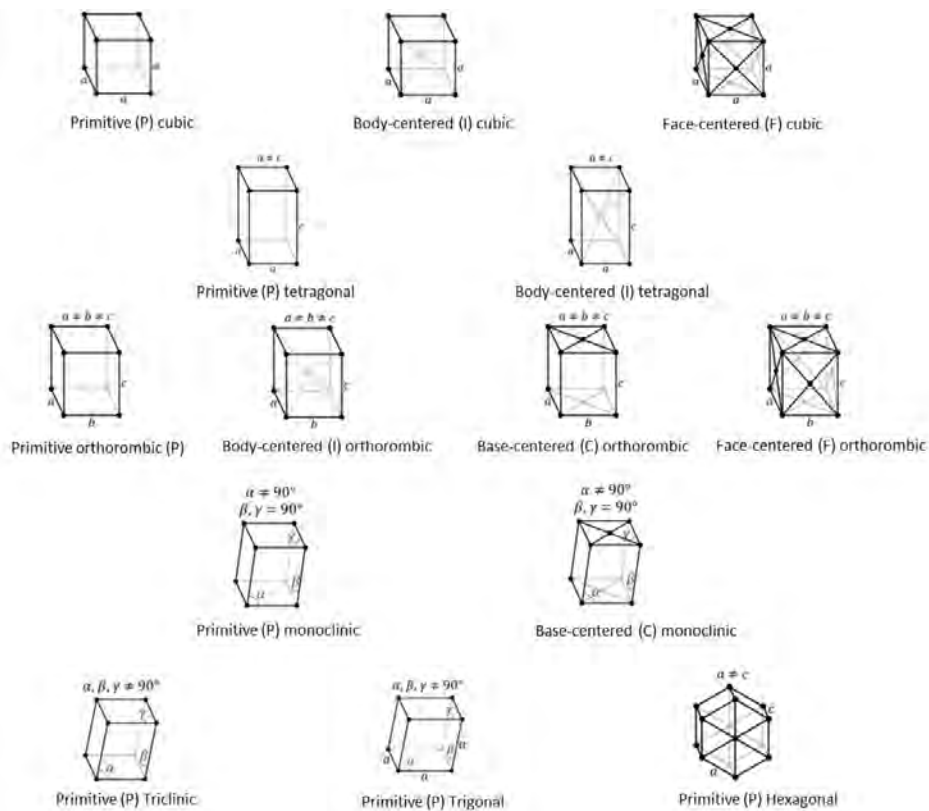 a
a
a
Primitive (P) cubic
a
a
a
Body-centered (I) cubic
a
a
a
Face-centered (F) cubic
a ≠ c
c
a
a
Primitive (P) tetragonal
a ≠ c
c
a
a
Body-centered (I) tetragonal
a ≠ b ≠ c
c
a
b
Primitive orthorombic (P)
a ≠ b ≠ c
c
a
b
Body-centered (I) orthorombic
a ≠ b ≠ c
c
a
b
Base-centered (C) orthorombic
a ≠ b ≠ c
c
a
b
Face-centered (F) orthorombic
α ≠ 90°
β, γ = 90°
γ
β
α
Primitive (P) monoclinic
α ≠ 90°
β, γ = 90°
γ
β
α
Base-centered (C) monoclinic
α, β, γ ≠ 90°
γ
β
α
Primitive (P) Triclinic
α, β, γ ≠ 90°
γ
a
β
a
α
a
Primitive (P) Trigonal
a ≠ c
c
a
Primitive (P) Hexagonal